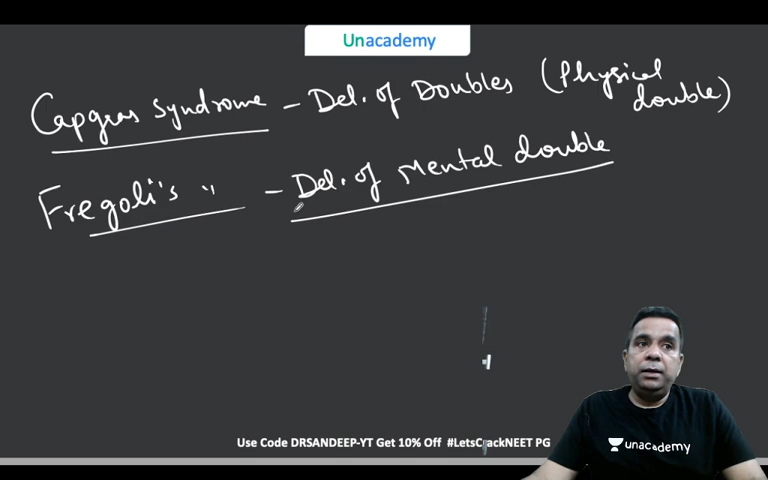 Unacademy
Capgras Syndrome - Del. of Doubles (Physical
double)
Fregoli's " - Del. of Mental double
unacademy
Use Code DRSANDEEP-YT Get 10% Off #LetsCrackNEET PG